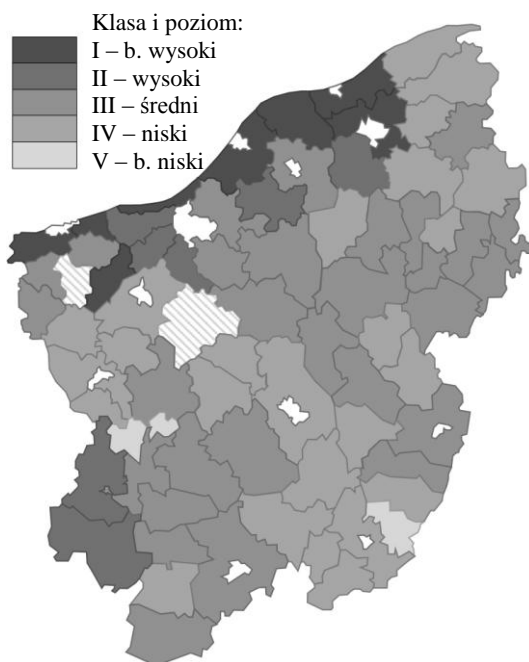 Klasa i poziom:
I – b. wysoki
II – wysoki
III – średni
IV – niski
V – b. niski